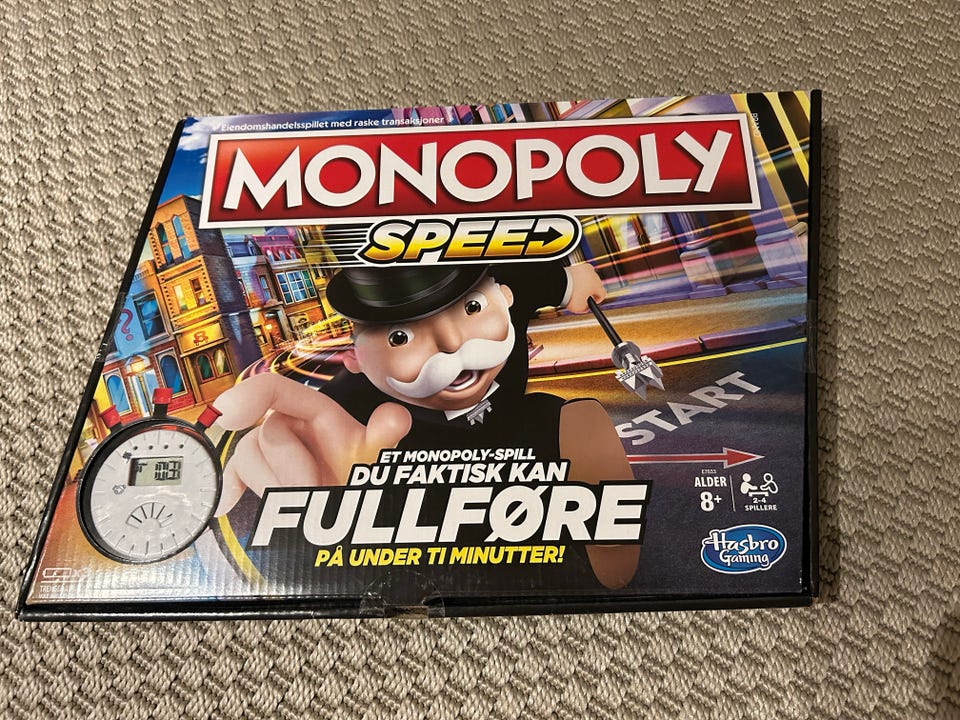 Eiendomshandelsspillet med raske transaksjoner
MONOPOLY
SPEED
START
ET MONOPOLY-SPILL
DU FAKTISK KAN
FULLFØRE
PÅ UNDER TI MINUTTER!
E7033
ALDER
8+
2-4
SPILLERE
Hasbro
Gaming